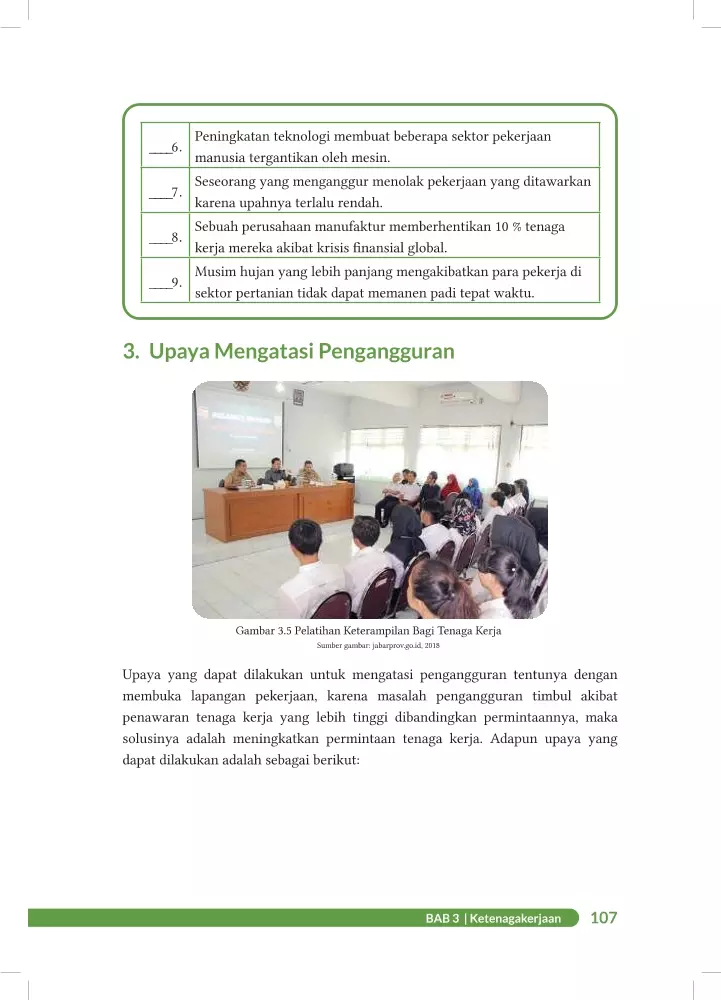 ____6.
Peningkatan teknologi membuat beberapa sektor pekerjaan
manusia tergantikan oleh mesin.
____7.
Seseorang yang menganggur menolak pekerjaan yang ditawarkan
karena upahnya terlalu rendah.
____8.
Sebuah perusahaan manufaktur memberhentikan 10 % tenaga
kerja mereka akibat krisis finansial global.
____9.
Musim hujan yang lebih panjang mengakibatkan para pekerja di
sektor pertanian tidak dapat memanen padi tepat waktu.
3. Upaya Mengatasi Pengangguran
Gambar 3.5 Pelatihan Keterampilan Bagi Tenaga Kerja
Sumber gambar: jabarprov.go.id, 2018
Upaya yang dapat dilakukan untuk mengatasi pengangguran tentunya dengan
membuka lapangan pekerjaan, karena masalah pengangguran timbul akibat
penawaran tenaga kerja yang lebih tinggi dibandingkan permintaannya, maka
solusinya adalah meningkatkan permintaan tenaga kerja. Adapun upaya yang
dapat dilakukan adalah sebagai berikut:
BAB 3 | Ketenagakerjaan 107